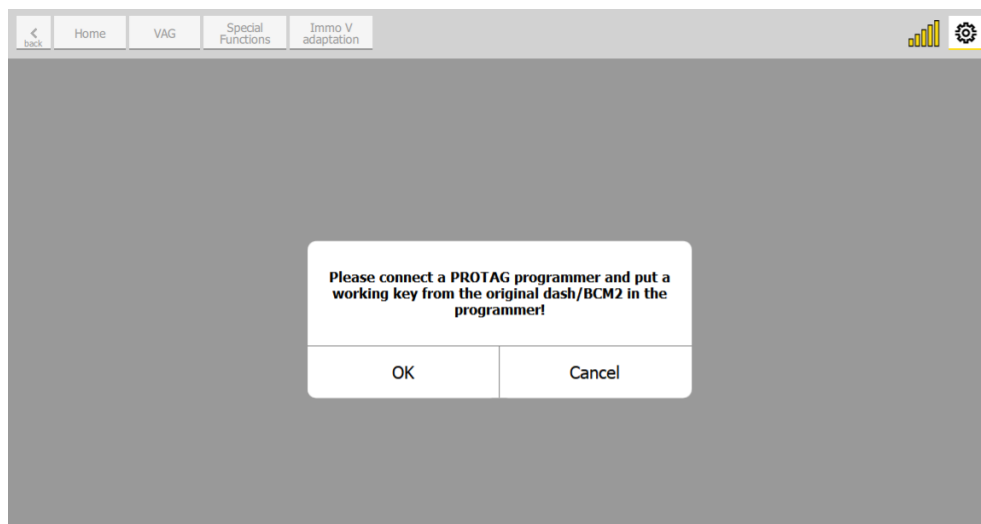 back
Home
VAG
Special
Functions
Immo V
adaptation
Please connect a PROTAG programmer and put a
working key from the original dash/BCM2 in the
programmer!
OK
Cancel